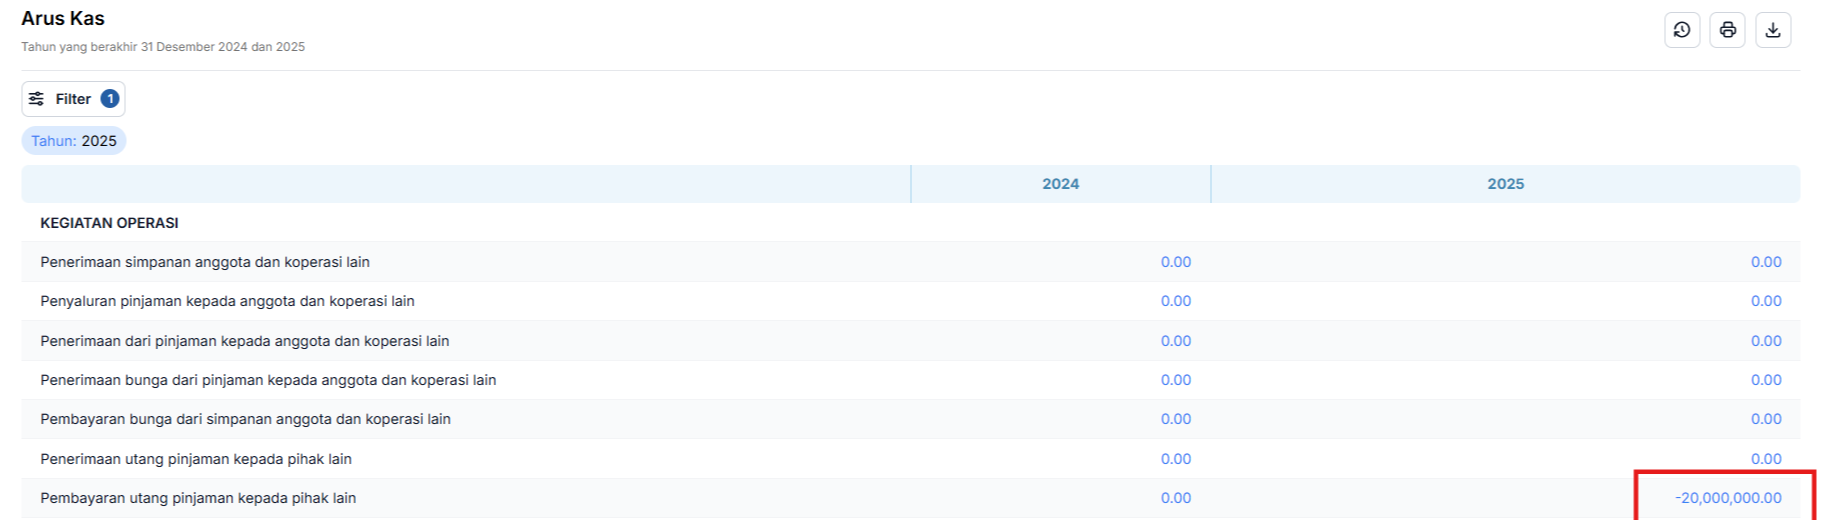 Arus Kas
Tahun yang berakhir 31 Desember 2024 dan 2025
Filter 1
Tahun: 2025
2024 2025
KEGIATAN OPERASI
Penerimaan simpanan anggota dan koperasi lain 0.00 0.00
Penyaluran pinjaman kepada anggota dan koperasi lain 0.00 0.00
Penerimaan dari pinjaman kepada anggota dan koperasi lain 0.00 0.00
Penerimaan bunga dari pinjaman kepada anggota dan koperasi lain 0.00 0.00
Pembayaran bunga dari simpanan anggota dan koperasi lain 0.00 0.00
Penerimaan utang pinjaman kepada pihak lain 0.00 0.00
Pembayaran utang pinjaman kepada pihak lain 0.00 -20,000,000.00